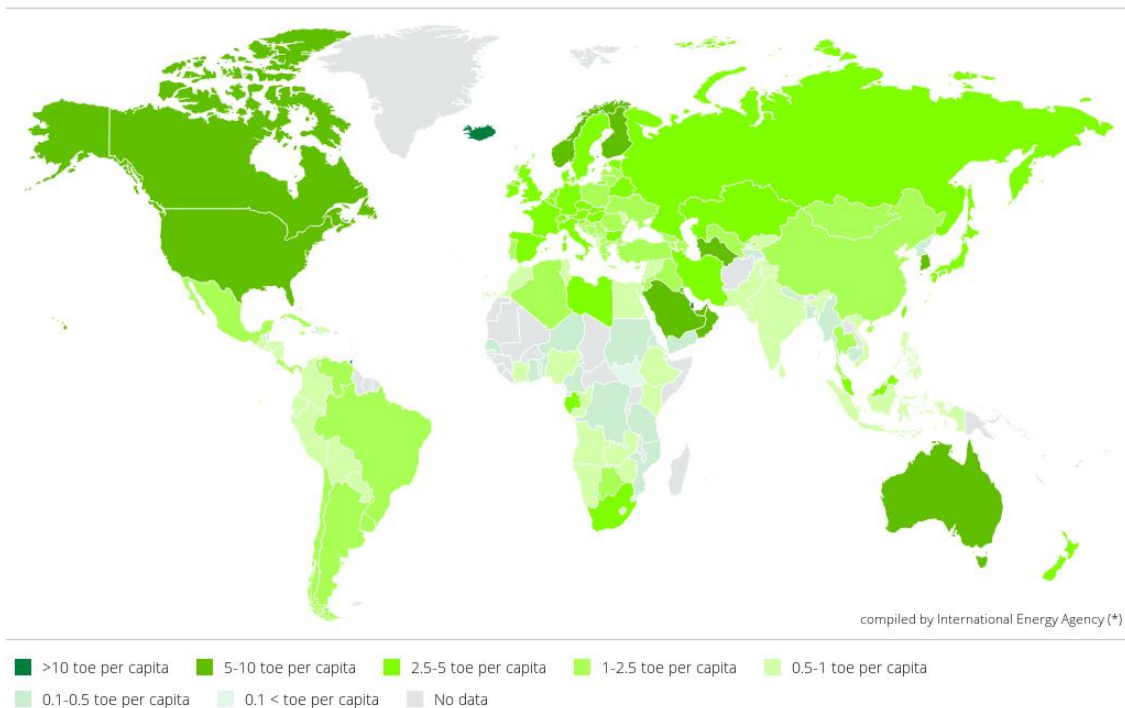 compiled by International Energy Agency (*)
>10 toe per capita 5-10 toe per capita 2.5-5 toe per capita 1-2.5 toe per capita 0.5-1 toe per capita
0.1-0.5 toe per capita 0.1 < toe per capita No data